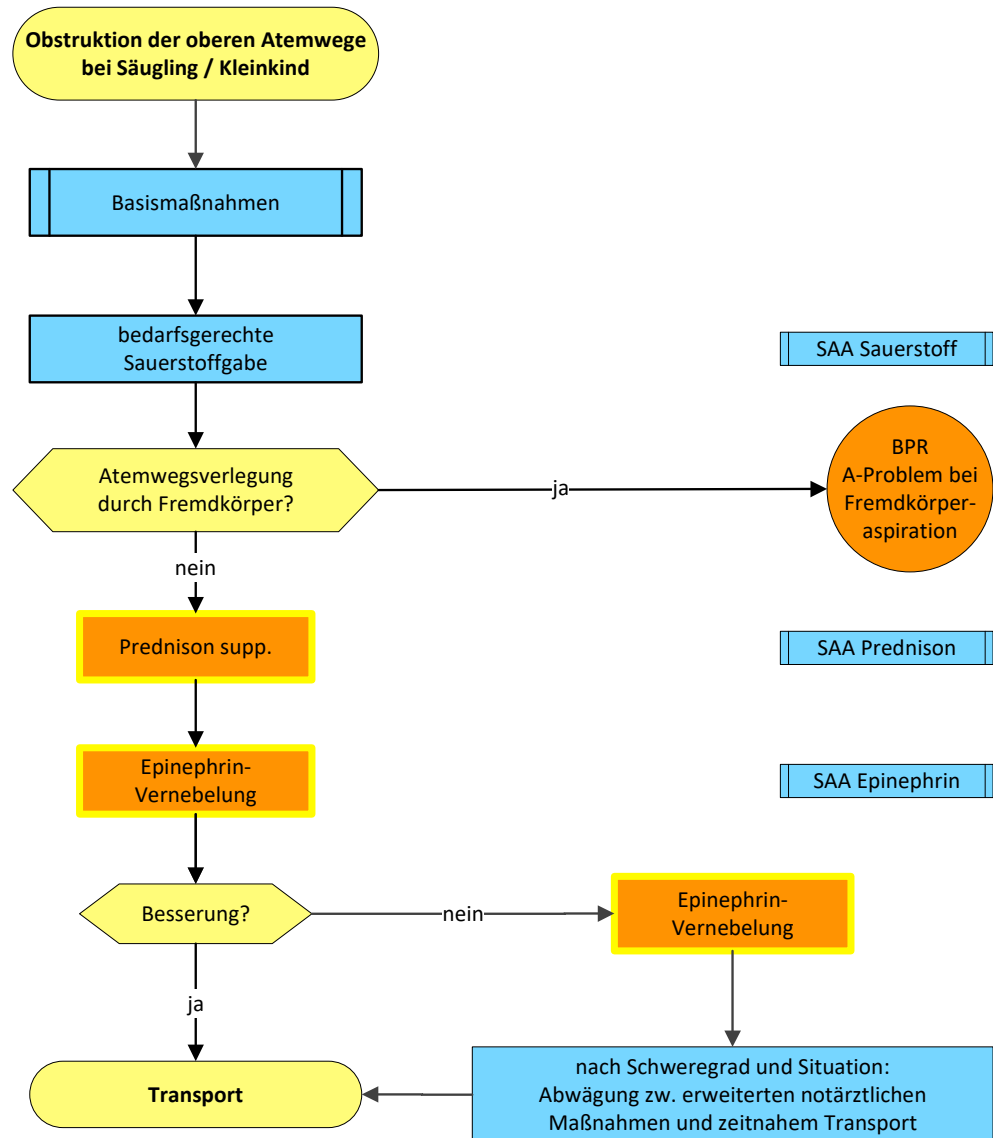 Obstruktion der oberen Atemwege
bei Säugling / Kleinkind
Basismaßnahmen
bedarfsgerechte
Sauerstoffgabe
SAA Sauerstoff
Atemwegsverlegung
durch Fremdkörper?
ja
BPR
A-Problem bei
Fremdkörper-
aspiration
nein
Prednison supp.
SAA Prednison
Epinephrin-
Vernebelung
SAA Epinephrin
Besserung?
nein
Epinephrin-
Vernebelung
ja
nach Schweregrad und Situation:
Abwägung zw. erweiterten notärztlichen
Maßnahmen und zeitnahem Transport
Transport